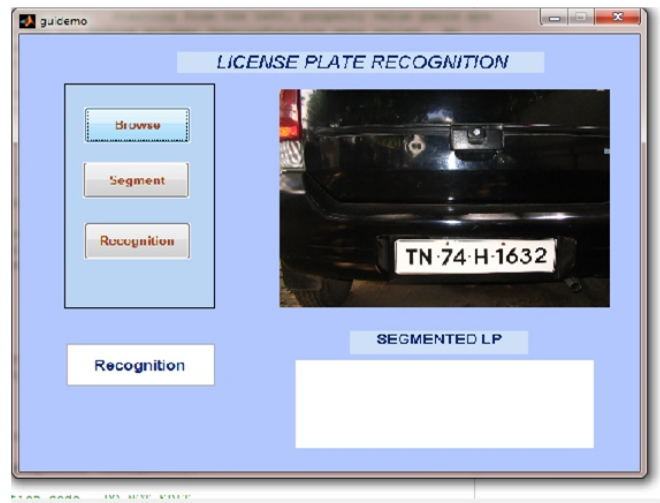 guidemo
LICENSE PLATE RECOGNITION
Browse
Segment
Recognition
TN·74·H·1632
SEGMENTED LP
Recognition